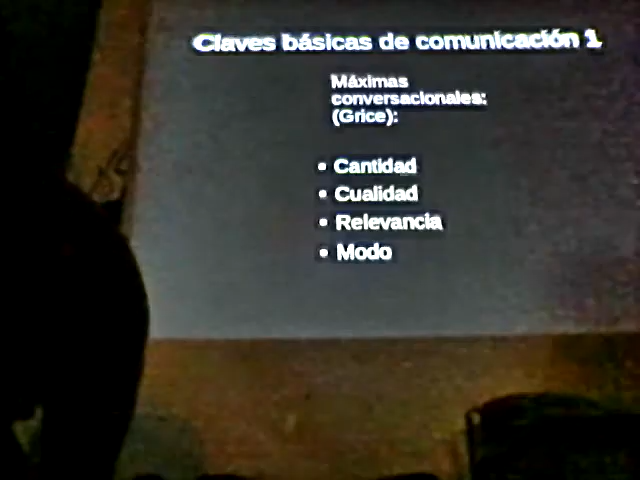 Claves básicas de comunicación 1
Máximas
conversacionales:
(Grice):
• Cantidad
• Cualidad
• Relevancia
• Modo